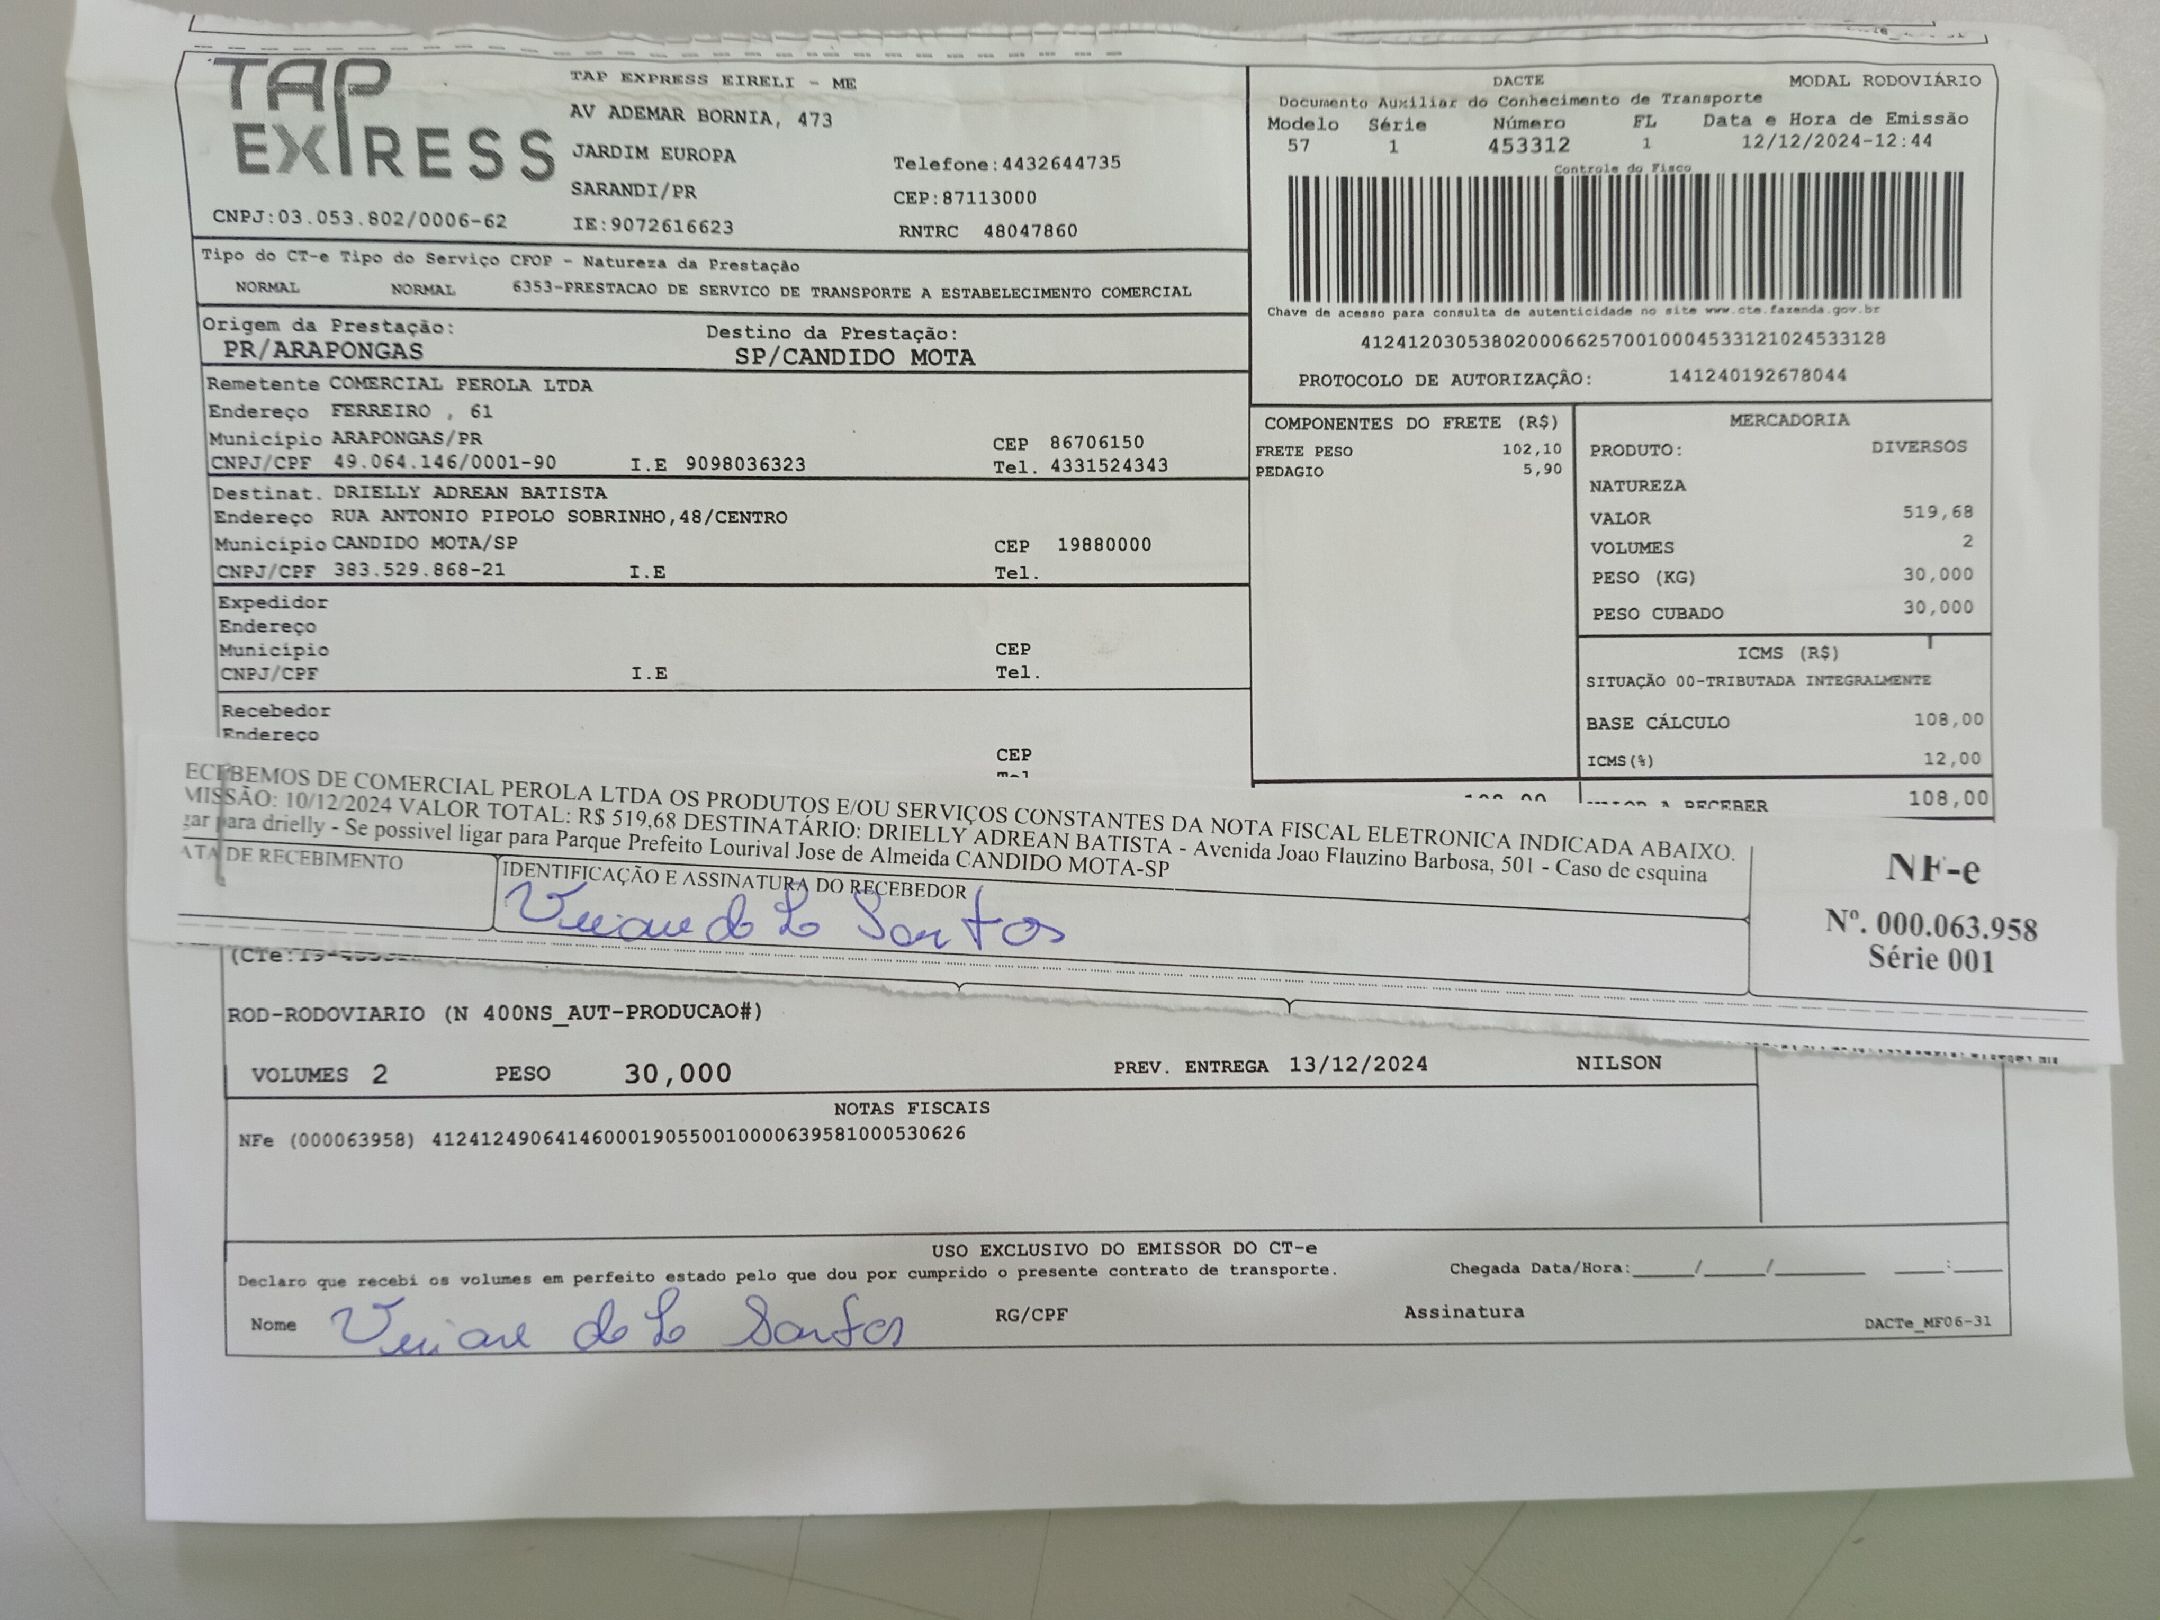 TAP EXPRESS
TAP EXPRESS EIRELI - ME
AV ADEMAR BORNIA, 473
JARDIM EUROPA
Telefone:4432644735
SARANDI/PR
CEP:87113000
CNPJ:03.053.802/0006-62
IE:9072616623
RNTRC 48047860
DACTE
MODAL RODOVIÁRIO
Documento Auxiliar do Conhecimento de Transporte
Modelo Série Número FL Data e Hora de Emissão
57 1 453312 1 12/12/2024-12:44
Controle do Fisco
Chave de acesso para consulta de autenticidade no site www.cte.fazenda.gov.br
41241203053802000662570010004533121024533128
PROTOCOLO DE AUTORIZAÇÃO: 141240192678044
Tipo do CT-e Tipo do Serviço CFOP - Natureza da Prestação
NORMAL NORMAL 6353-PRESTACAO DE SERVICO DE TRANSPORTE A ESTABELECIMENTO COMERCIAL
Origem da Prestação: Destino da Prestação:
PR/ARAPONGAS SP/CANDIDO MOTA
Remetente COMERCIAL PEROLA LTDA
Endereço FERREIRO , 61
Município ARAPONGAS/PR CEP 86706150
CNPJ/CPF 49.064.146/0001-90 I.E 9098036323 Tel. 4331524343
Destinat. DRIELLY ADREAN BATISTA
Endereço RUA ANTONIO PIPOLO SOBRINHO,48/CENTRO
Município CANDIDO MOTA/SP CEP 19880000
CNPJ/CPF 383.529.868-21 I.E Tel.
Expedidor
Endereço
Município CEP
CNPJ/CPF I.E Tel.
Recebedor
Endereço
CEP
COMPONENTES DO FRETE (R$)
FRETE PESO 102,10
PEDAGIO 5,90
MERCADORIA
PRODUTO: DIVERSOS
NATUREZA
VALOR 519,68
VOLUMES 2
PESO (KG) 30,000
PESO CUBADO 30,000
ICMS (R$)
SITUAÇÃO 00-TRIBUTADA INTEGRALMENTE
BASE CÁLCULO 108,00
ICMS(%) 12,00
A RECEBER 108,00
ECEBEMOS DE COMERCIAL PEROLA LTDA OS PRODUTOS E/OU SERVIÇOS CONSTANTES DA NOTA FISCAL ELETRONICA INDICADA ABAIXO.
MISSÃO: 10/12/2024 VALOR TOTAL: R$ 519,68 DESTINATÁRIO: DRIELLY ADREAN BATISTA - Avenida Joao Flauzino Barbosa, 501 - Caso de esquina
gar para drielly - Se possivel ligar para Parque Prefeito Lourival Jose de Almeida CANDIDO MOTA-SP
ATA DE RECEBIMENTO
IDENTIFICAÇÃO E ASSINATURA DO RECEBEDOR
Santos
NF-e
Nº. 000.063.958
Série 001
ROD-RODOVIARIO (N 400NS_AUT-PRODUCAO#)
VOLUMES 2 PESO 30,000 PREV. ENTREGA 13/12/2024 NILSON
NOTAS FISCAIS
NFe (000063958) 41241249064146000190550010000639581000530626
USO EXCLUSIVO DO EMISSOR DO CT-e
Declaro que recebi os volumes em perfeito estado pelo que dou por cumprido o presente contrato de transporte. Chegada Data/Hora:_____/_____/________ ____:____
Nome Santos RG/CPF Assinatura
DACTe_MF06-31